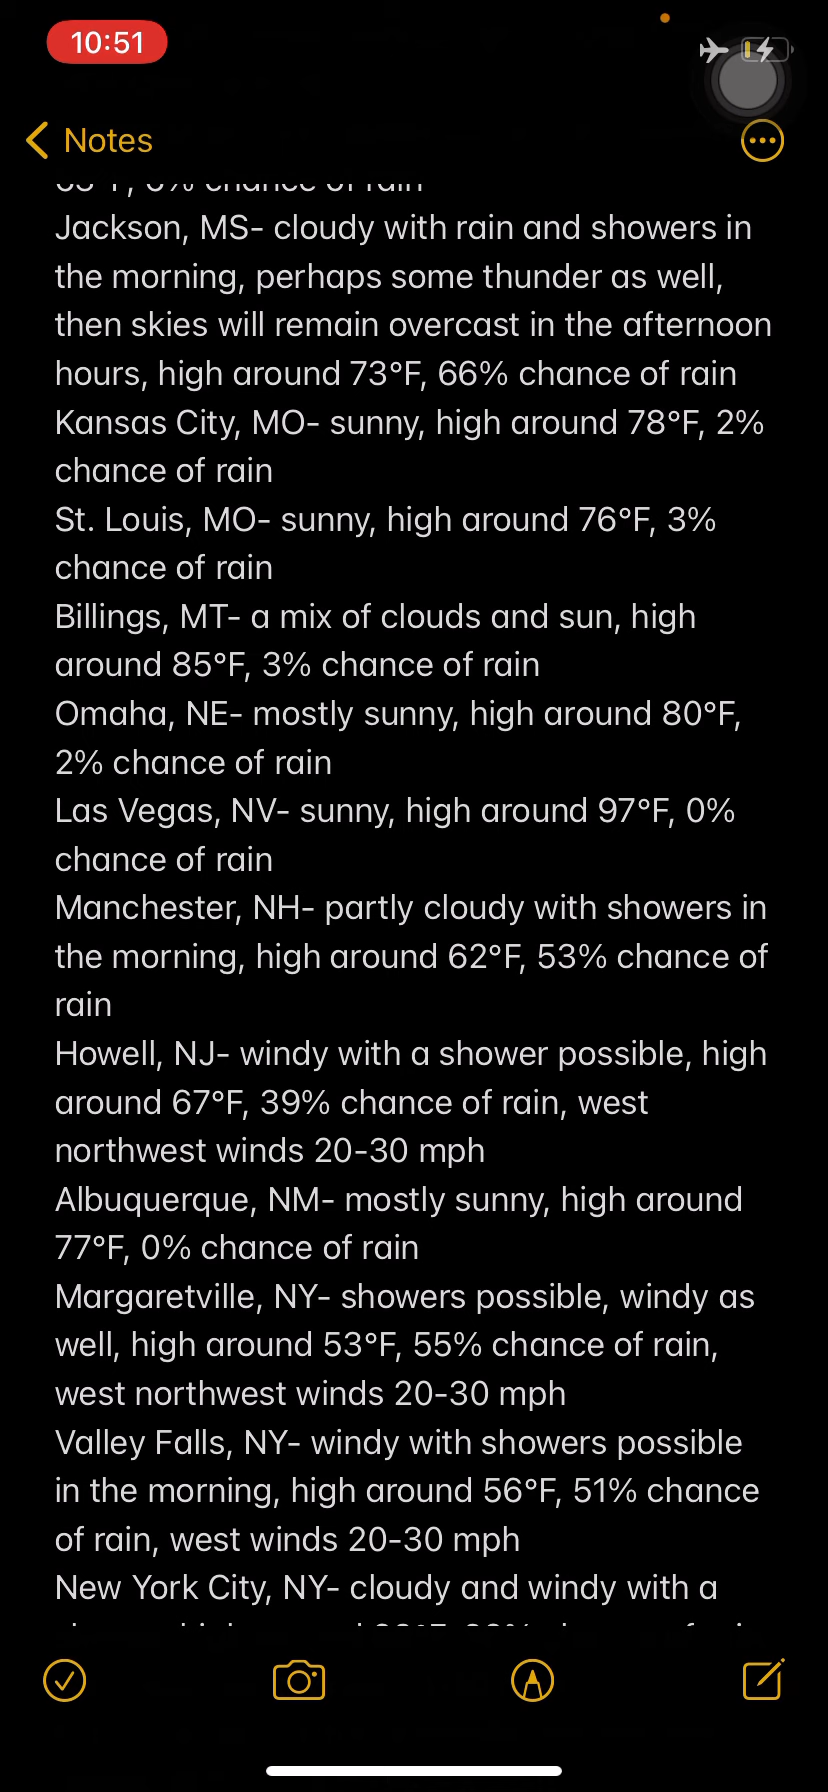 10:51
Notes
Jackson, MS- cloudy with rain and showers in
the morning, perhaps some thunder as well,
then skies will remain overcast in the afternoon
hours, high around 73°F, 66% chance of rain
Kansas City, MO- sunny, high around 78°F, 2%
chance of rain
St. Louis, MO- sunny, high around 76°F, 3%
chance of rain
Billings, MT- a mix of clouds and sun, high
around 85°F, 3% chance of rain
Omaha, NE- mostly sunny, high around 80°F,
2% chance of rain
Las Vegas, NV- sunny, high around 97°F, 0%
chance of rain
Manchester, NH- partly cloudy with showers in
the morning, high around 62°F, 53% chance of
rain
Howell, NJ- windy with a shower possible, high
around 67°F, 39% chance of rain, west
northwest winds 20-30 mph
Albuquerque, NM- mostly sunny, high around
77°F, 0% chance of rain
Margaretville, NY- showers possible, windy as
well, high around 53°F, 55% chance of rain,
west northwest winds 20-30 mph
Valley Falls, NY- windy with showers possible
in the morning, high around 56°F, 51% chance
of rain, west winds 20-30 mph
New York City, NY- cloudy and windy with a